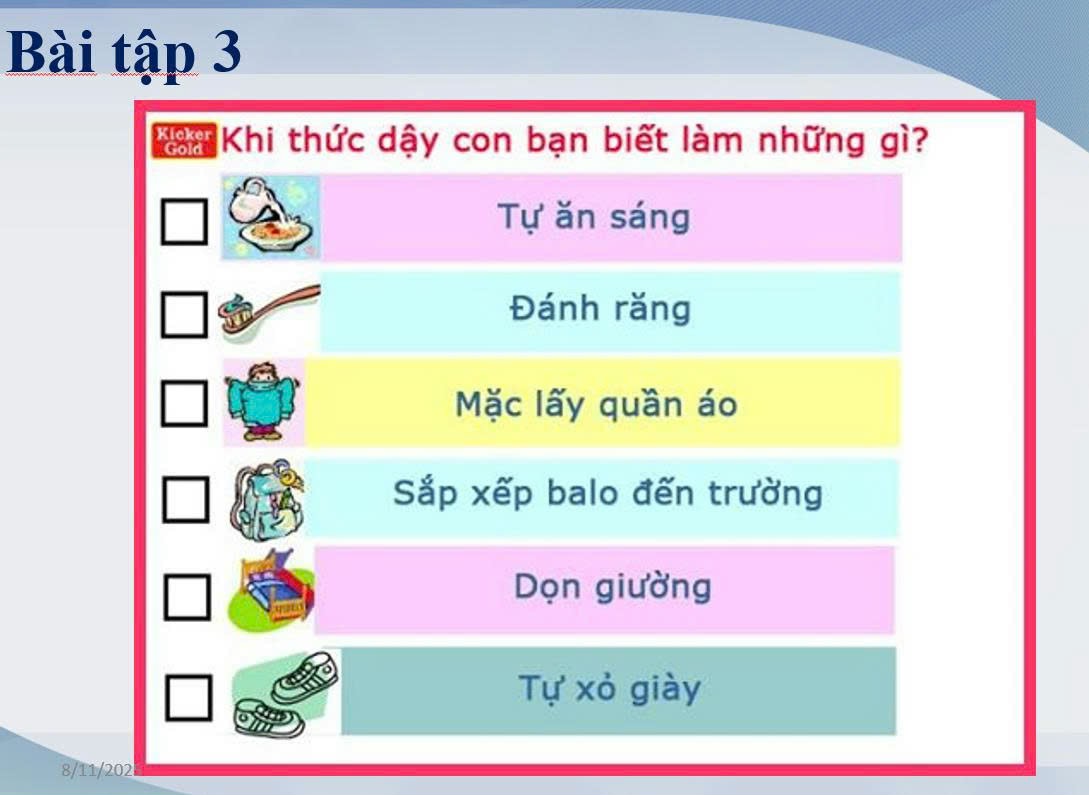 Bài tập 3
Kicker
Gold
Khi thức dậy con bạn biết làm những gì?
Tự ăn sáng
Đánh răng
Mặc lấy quần áo
Sắp xếp balo đến trường
Dọn giường
Tự xỏ giày